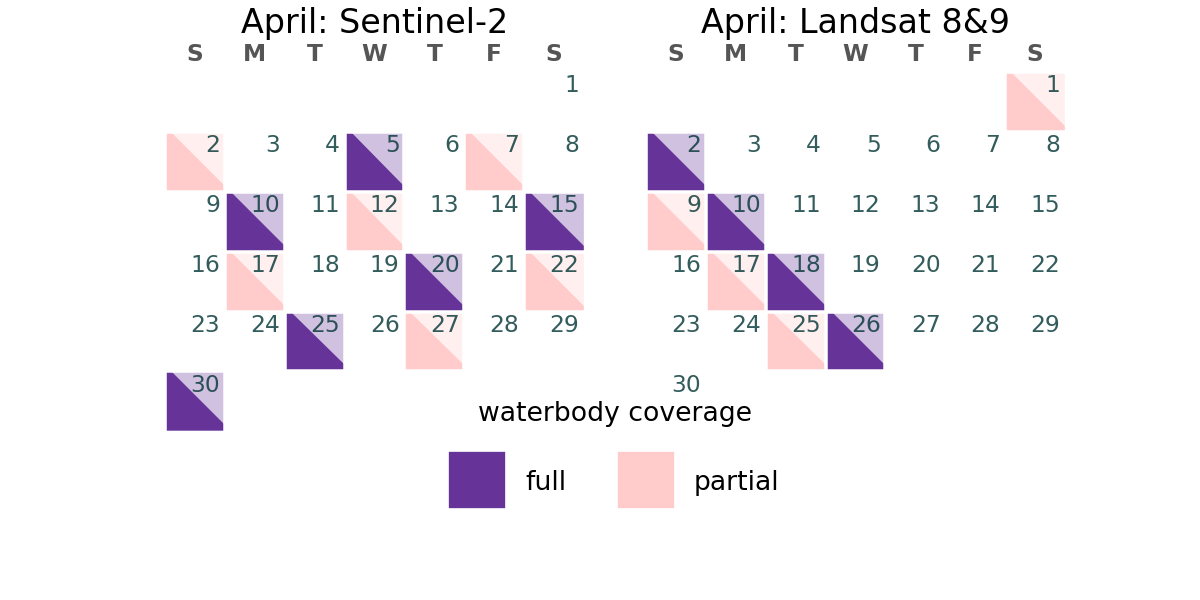 April: Sentinel-2
S M T W T F S
1
2 3 4 5 6 7 8
9 10 11 12 13 14 15
16 17 18 19 20 21 22
23 24 25 26 27 28 29
30
April: Landsat 8&9
S M T W T F S
1
2 3 4 5 6 7 8
9 10 11 12 13 14 15
16 17 18 19 20 21 22
23 24 25 26 27 28 29
30
waterbody coverage
full partial